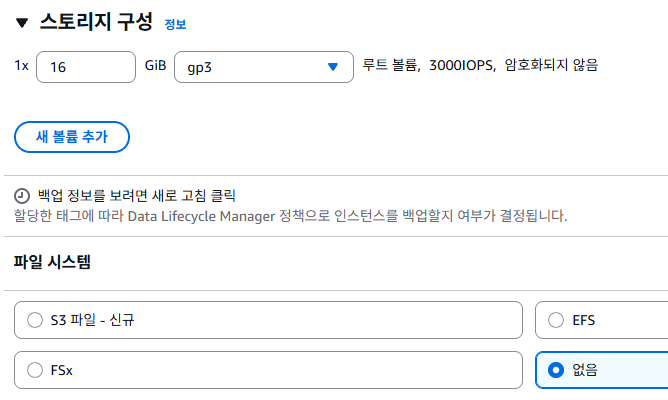 스토리지 구성 정보
1x 16 GiB gp3 루트 볼륨, 3000IOPS, 암호화되지 않음
새 볼륨 추가
백업 정보를 보려면 새로 고침 클릭
할당한 태그에 따라 Data Lifecycle Manager 정책으로 인스턴스를 백업할지 여부가 결정됩니다.
파일 시스템
S3 파일 - 신규 EFS
FSx 없음